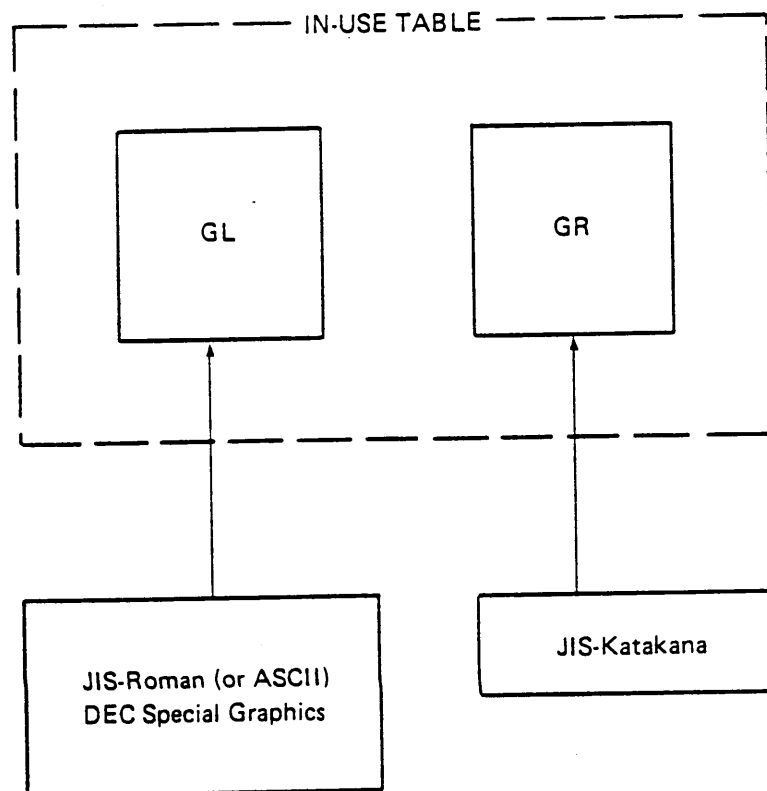 IN-USE TABLE
GL
GR
JIS-Roman (or ASCII)
DEC Special Graphics
JIS-Katakana